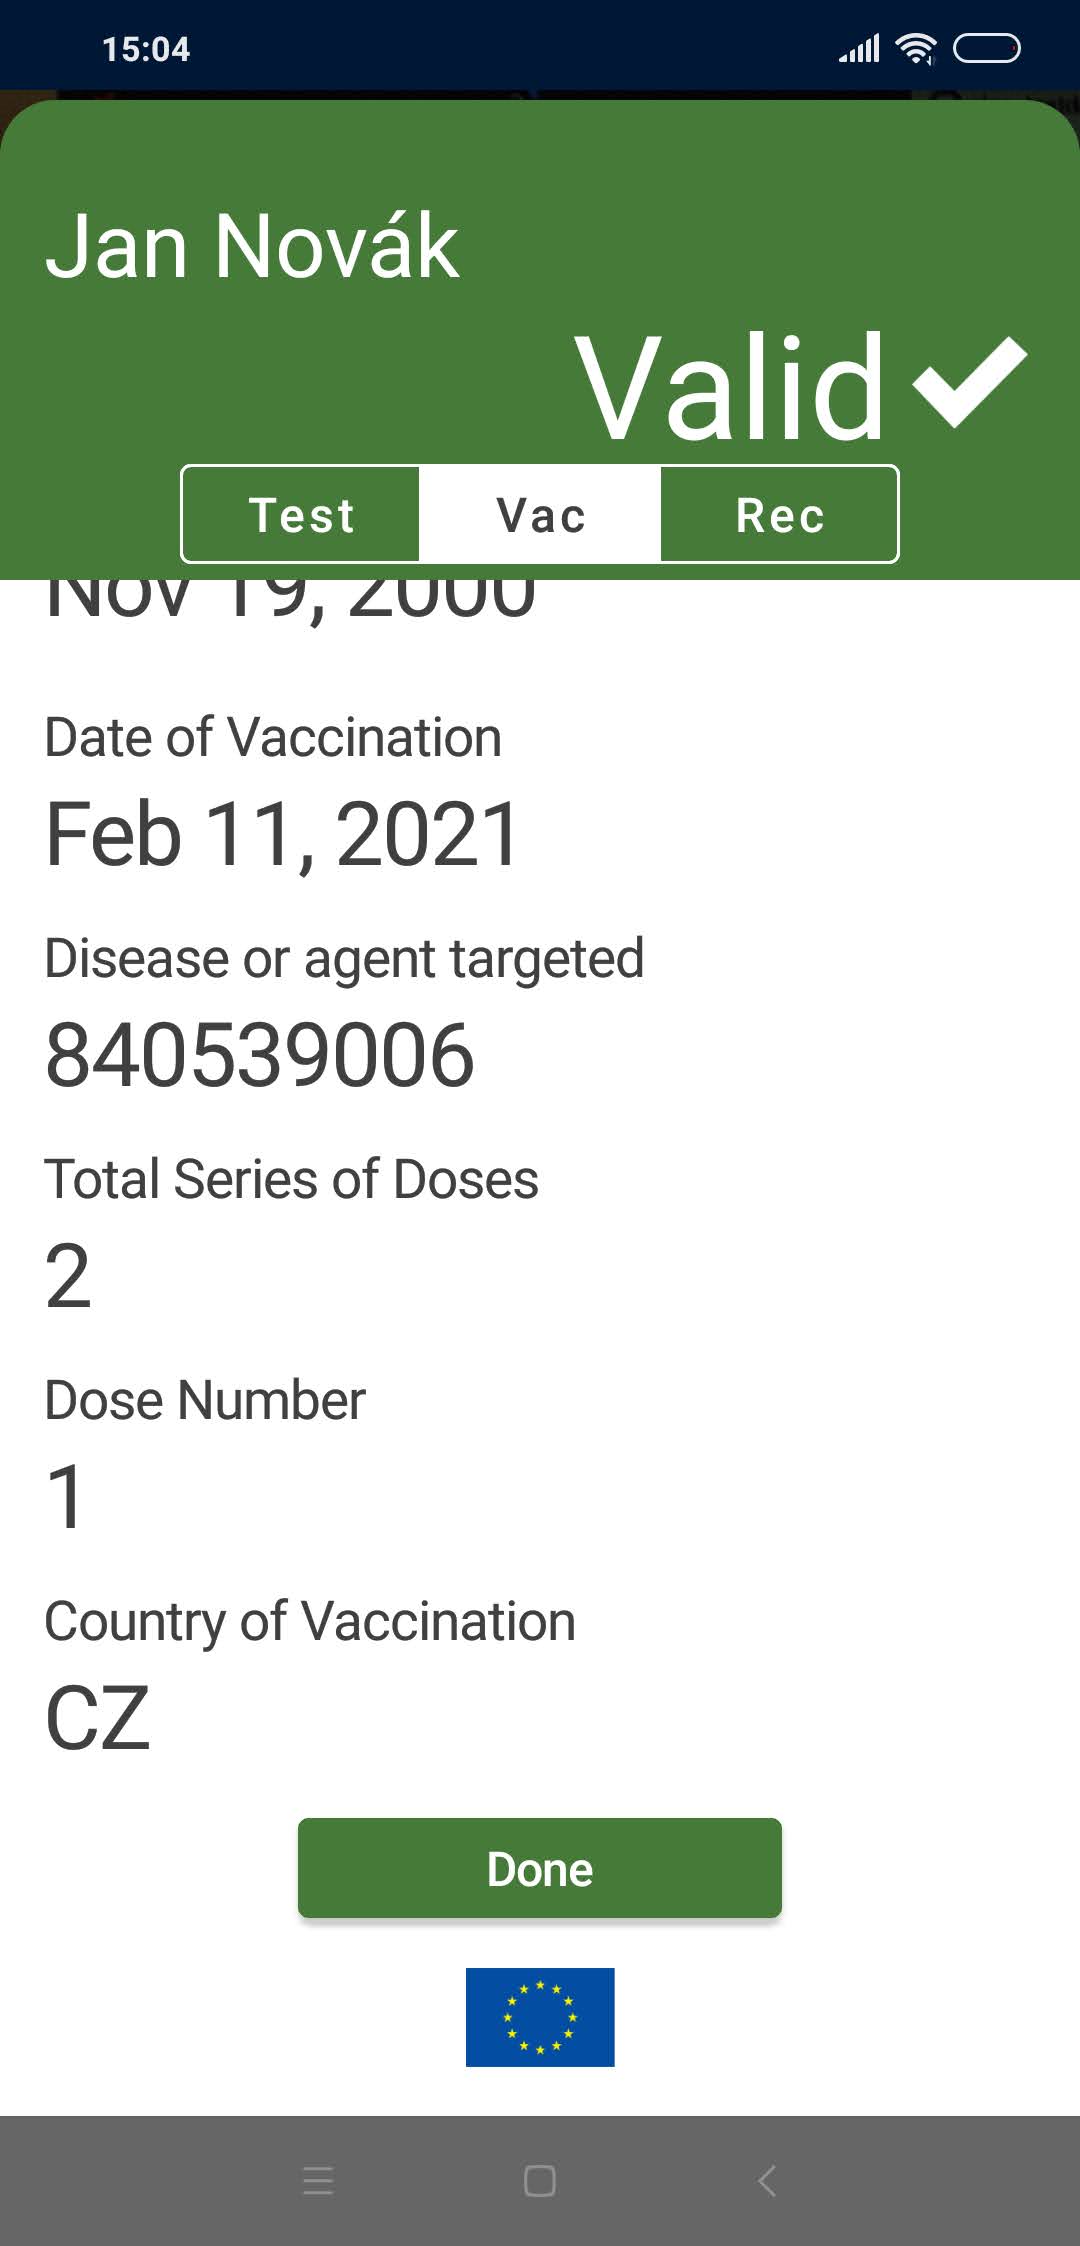 15:04
Jan Novák
Valid
Test Vac Rec
Nov 19, 2000
Date of Vaccination
Feb 11, 2021
Disease or agent targeted
840539006
Total Series of Doses
2
Dose Number
1
Country of Vaccination
CZ
Done